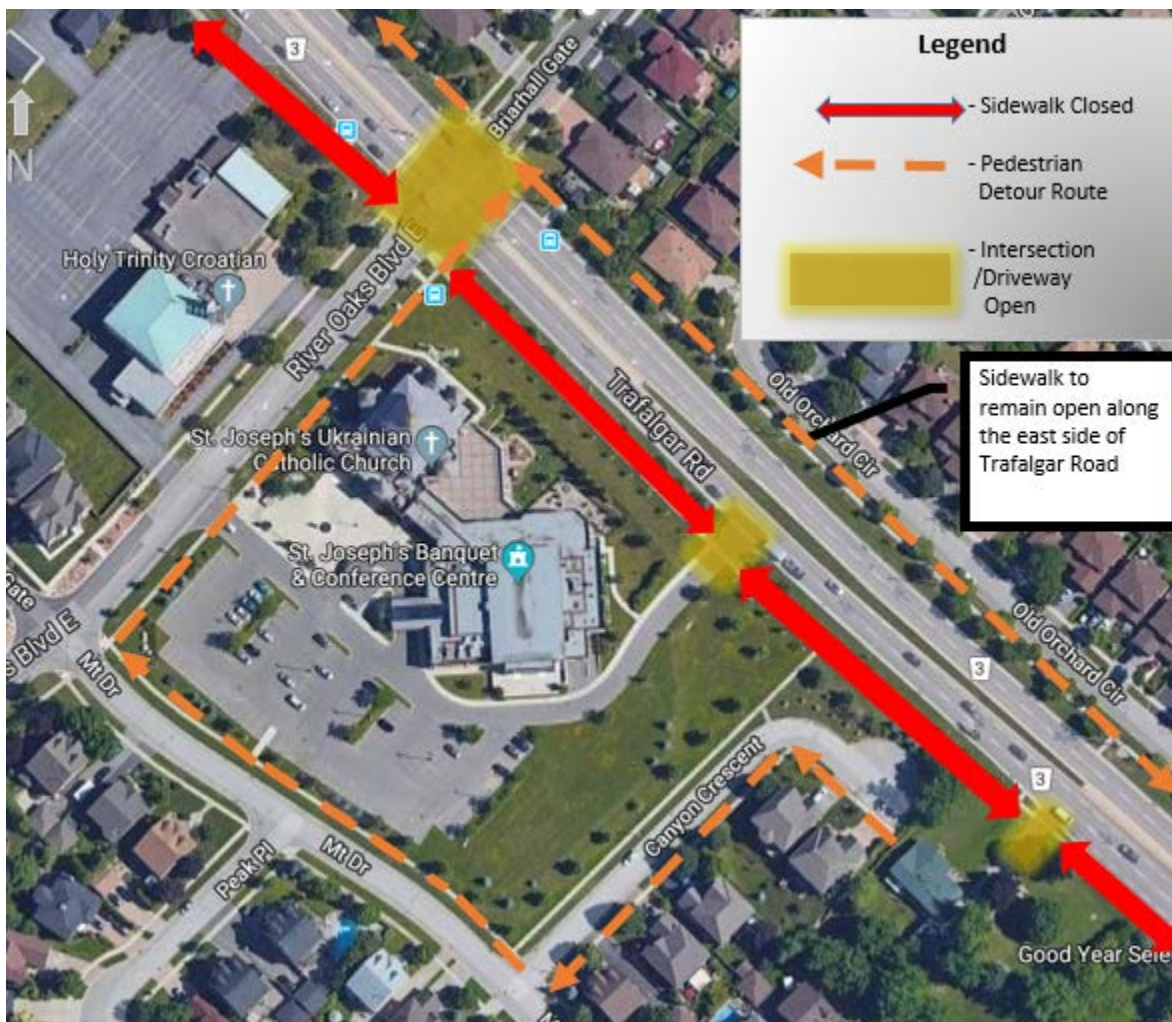 Legend
- Sidewalk Closed
- Pedestrian
Detour Route
- Intersection
/Driveway
Open
Sidewalk to
remain open along
the east side of
Trafalgar Road
3
Briarhall Gate
N
Holy Trinity Croatian
River Oaks Blvd E
Old Orchard Cir
Trafalgar Rd
St. Joseph's Ukrainian
Catholic Church
St. Joseph's Banquet
& Conference Centre
Gate
s Blvd E
Mt Dr
Old Orchard Cir
3
3
Canyon Crescent
Mt Dr
Peak Pl
Good Year Sele